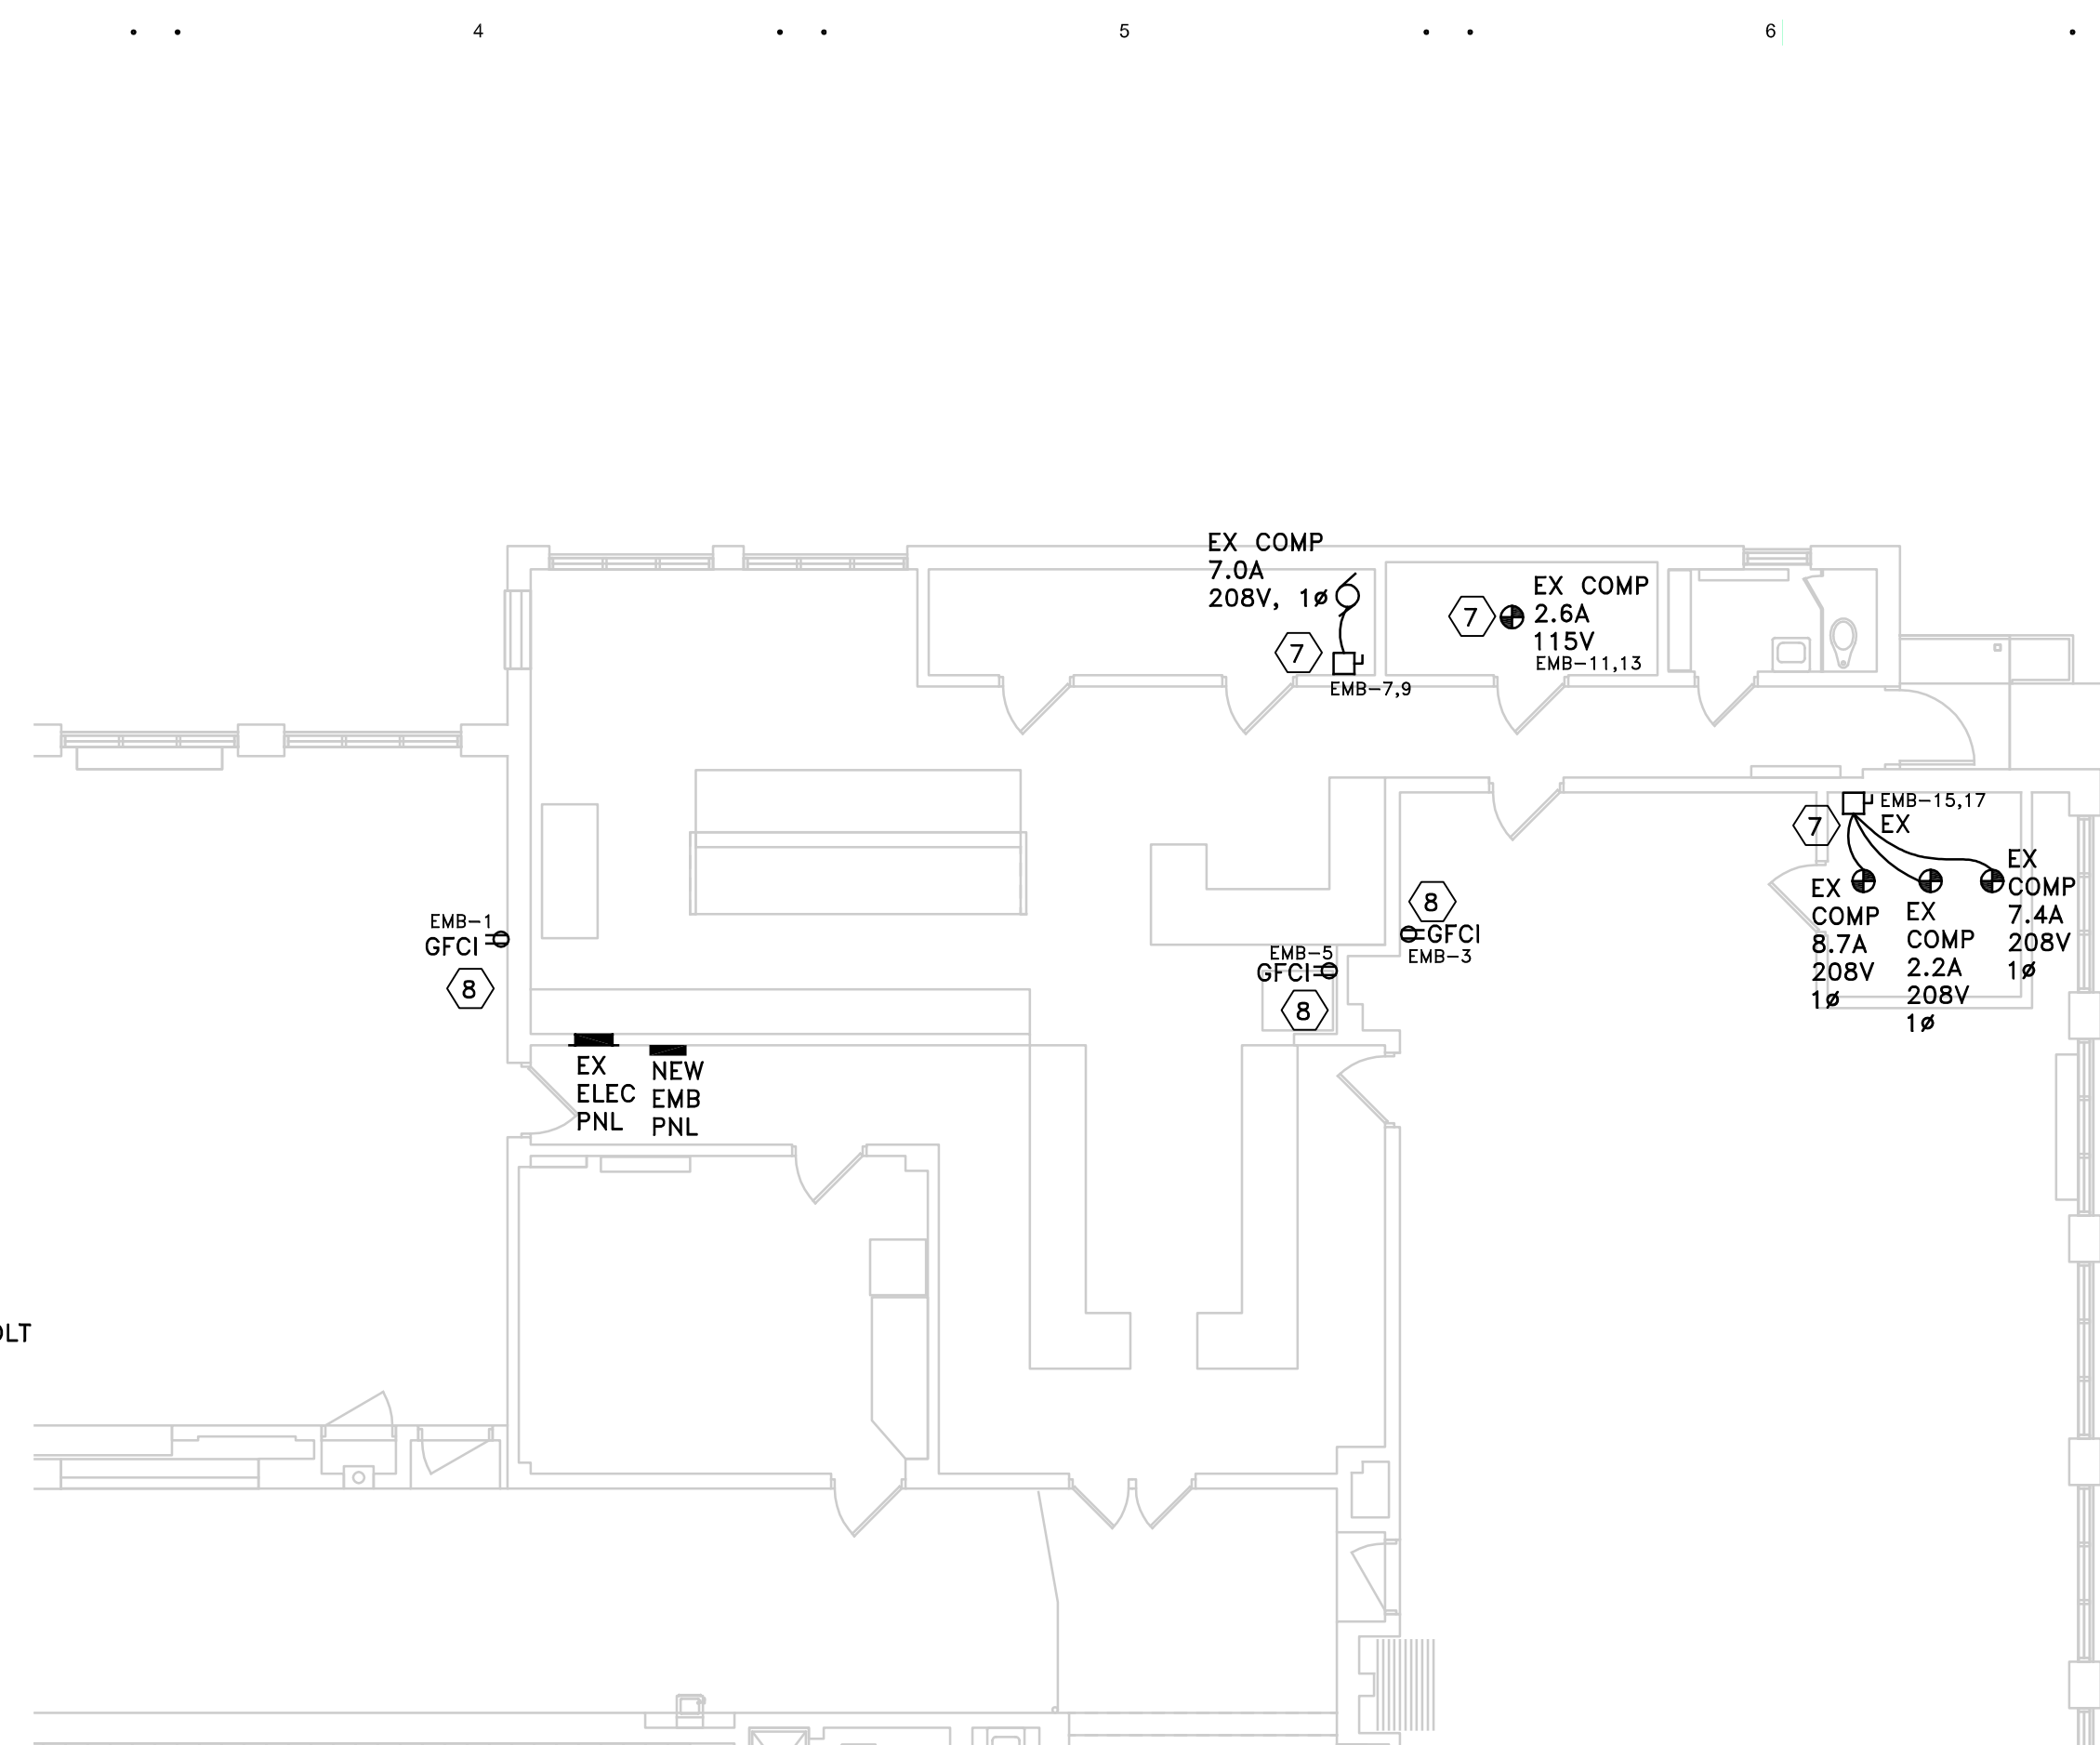 4
5
6
EX COMP
7.0A
208V, 1ø
7
EMB-7,9
7
EX COMP
2.6A
115V
EMB-11,13
EMB-15,17
EX
7
EX
COMP
8.7A
208V
1ø
EX
COMP
2.2A
208V
1ø
EX
COMP
7.4A
208V
1ø
EMB-1
GFCI
8
EMB-5
GFCI
8
8
GFCI
EMB-3
EX
ELEC
PNL
NEW
EMB
PNL
OLT